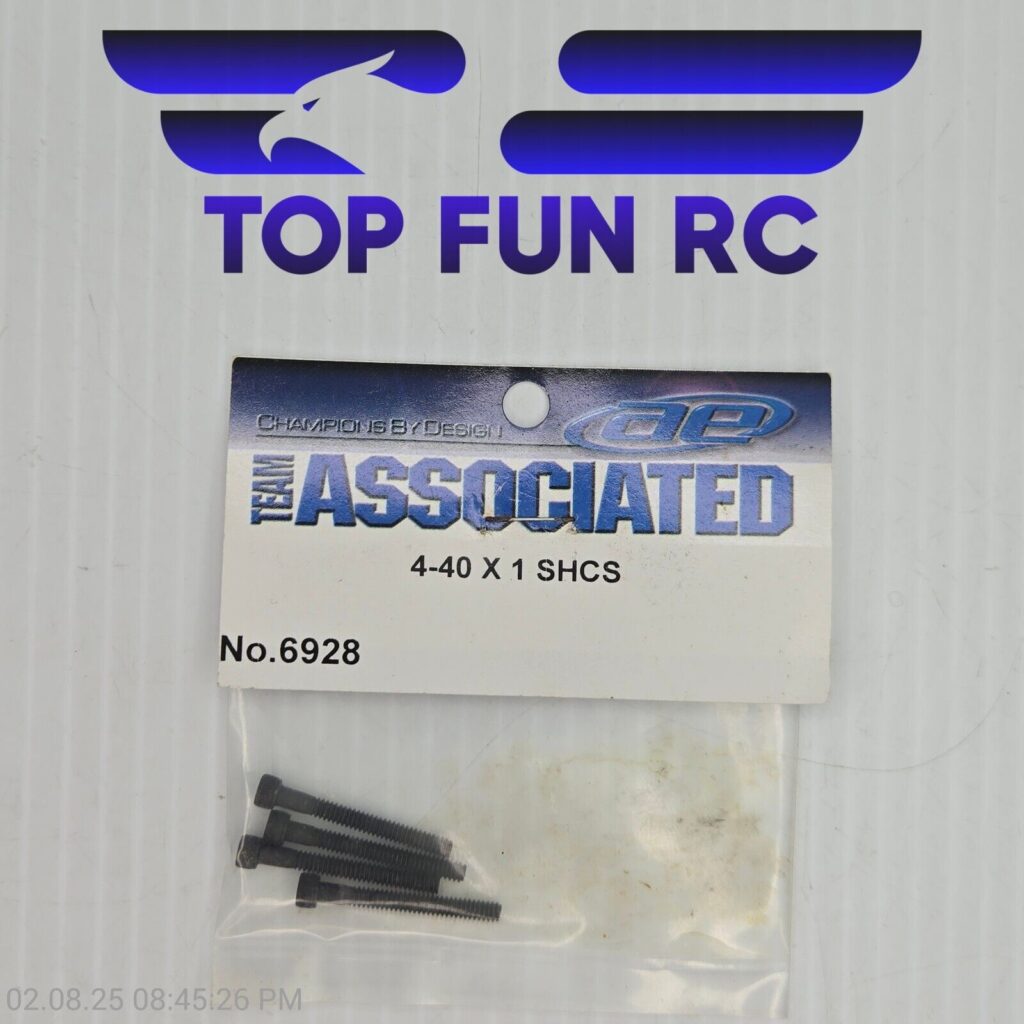 TOP FUN RC
CHAMPIONS BY DESIGN
ae
TEAM
ASSOCIATED
4-40 X 1 SHCS
No.6928
02.08.25 08:45:26 PM